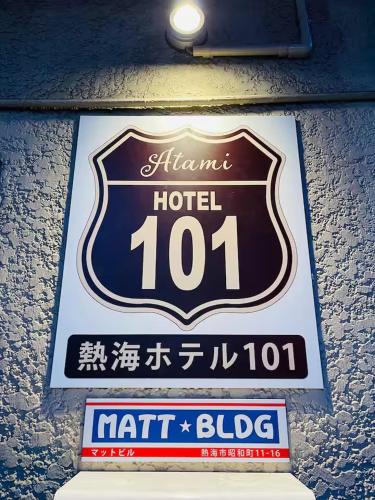 Atami
HOTEL
101
熱海ホテル101
MATT★BLDG
マットビル 熱海市昭和町11-16